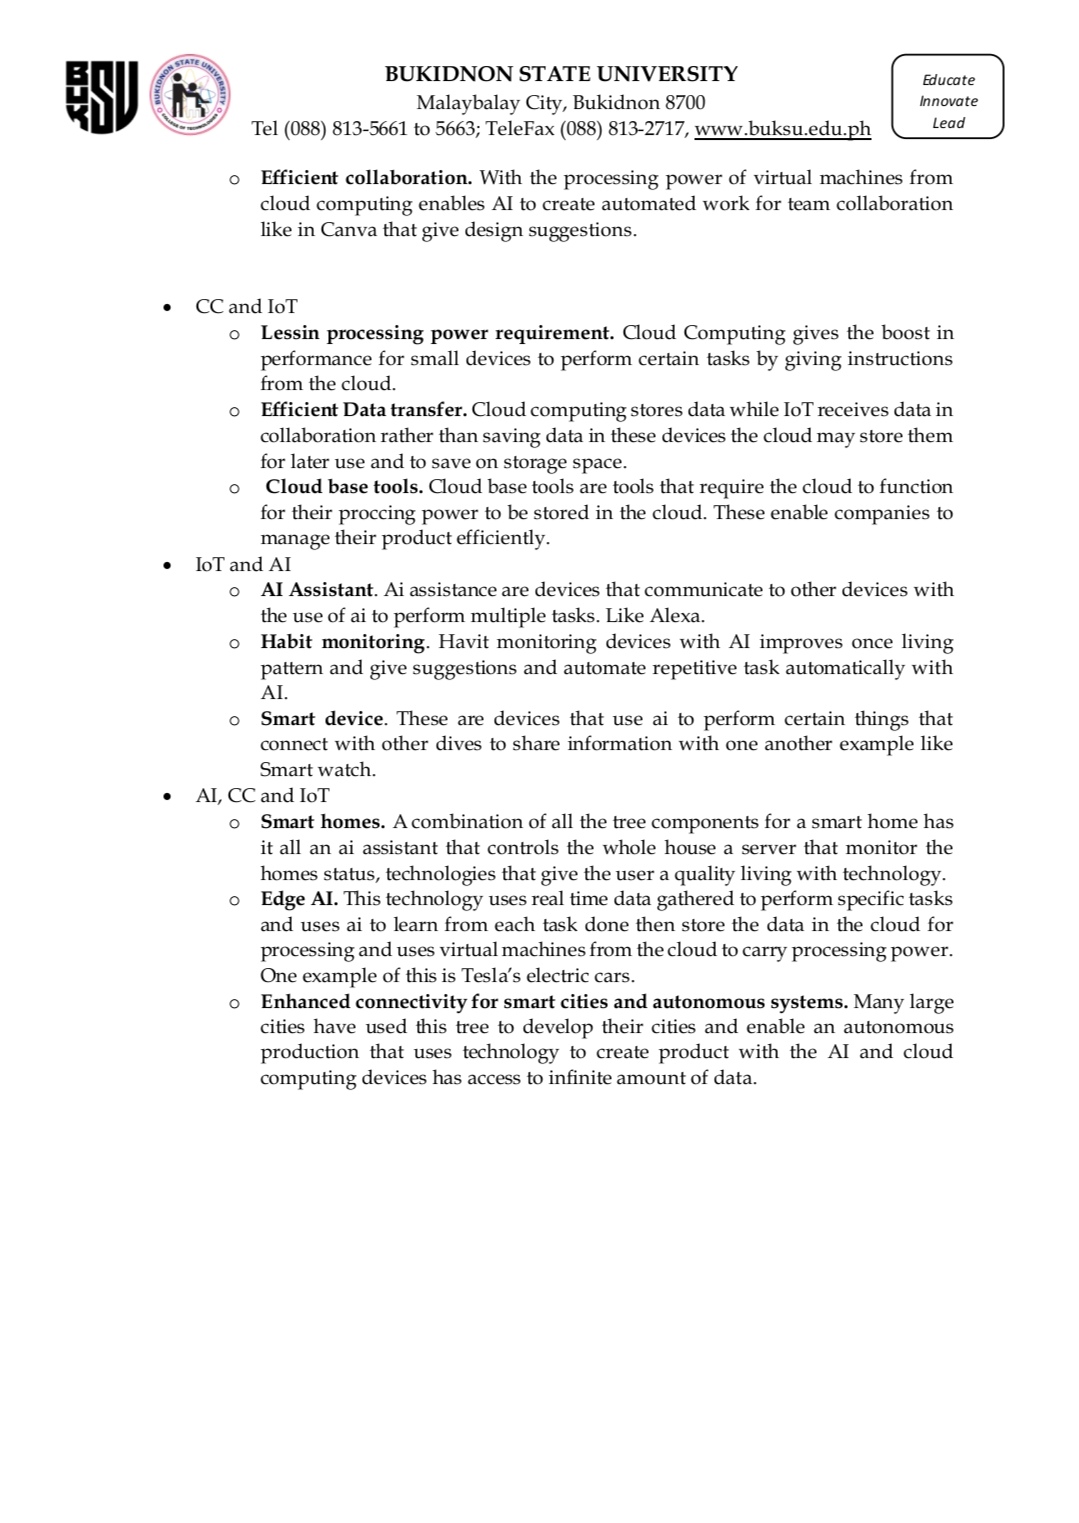 BUKSU
BUKIDNON STATE UNIVERSITY
COLLEGE OF TECHNOLOGIES
BUKIDNON STATE UNIVERSITY
Malaybalay City, Bukidnon 8700
Tel (088) 813-5661 to 5663; TeleFax (088) 813-2717, www.buksu.edu.ph
Educate
Innovate
Lead
o Efficient collaboration. With the processing power of virtual machines from
cloud computing enables AI to create automated work for team collaboration
like in Canva that give design suggestions.
• CC and IoT
o Lessin processing power requirement. Cloud Computing gives the boost in
performance for small devices to perform certain tasks by giving instructions
from the cloud.
o Efficient Data transfer. Cloud computing stores data while IoT receives data in
collaboration rather than saving data in these devices the cloud may store them
for later use and to save on storage space.
o Cloud base tools. Cloud base tools are tools that require the cloud to function
for their proccing power to be stored in the cloud. These enable companies to
manage their product efficiently.
• IoT and AI
o AI Assistant. Ai assistance are devices that communicate to other devices with
the use of ai to perform multiple tasks. Like Alexa.
o Habit monitoring. Havit monitoring devices with AI improves once living
pattern and give suggestions and automate repetitive task automatically with
AI.
o Smart device. These are devices that use ai to perform certain things that
connect with other dives to share information with one another example like
Smart watch.
• AI, CC and IoT
o Smart homes. A combination of all the tree components for a smart home has
it all an ai assistant that controls the whole house a server that monitor the
homes status, technologies that give the user a quality living with technology.
o Edge AI. This technology uses real time data gathered to perform specific tasks
and uses ai to learn from each task done then store the data in the cloud for
processing and uses virtual machines from the cloud to carry processing power.
One example of this is Tesla’s electric cars.
o Enhanced connectivity for smart cities and autonomous systems. Many large
cities have used this tree to develop their cities and enable an autonomous
production that uses technology to create product with the AI and cloud
computing devices has access to infinite amount of data.